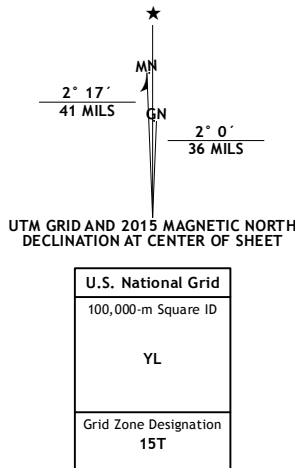 MN
2° 17´
41 MILS
GN
2° 0´
36 MILS
UTM GRID AND 2015 MAGNETIC NORTH
DECLINATION AT CENTER OF SHEET
U.S. National Grid
100,000-m Square ID
YL
Grid Zone Designation
15T